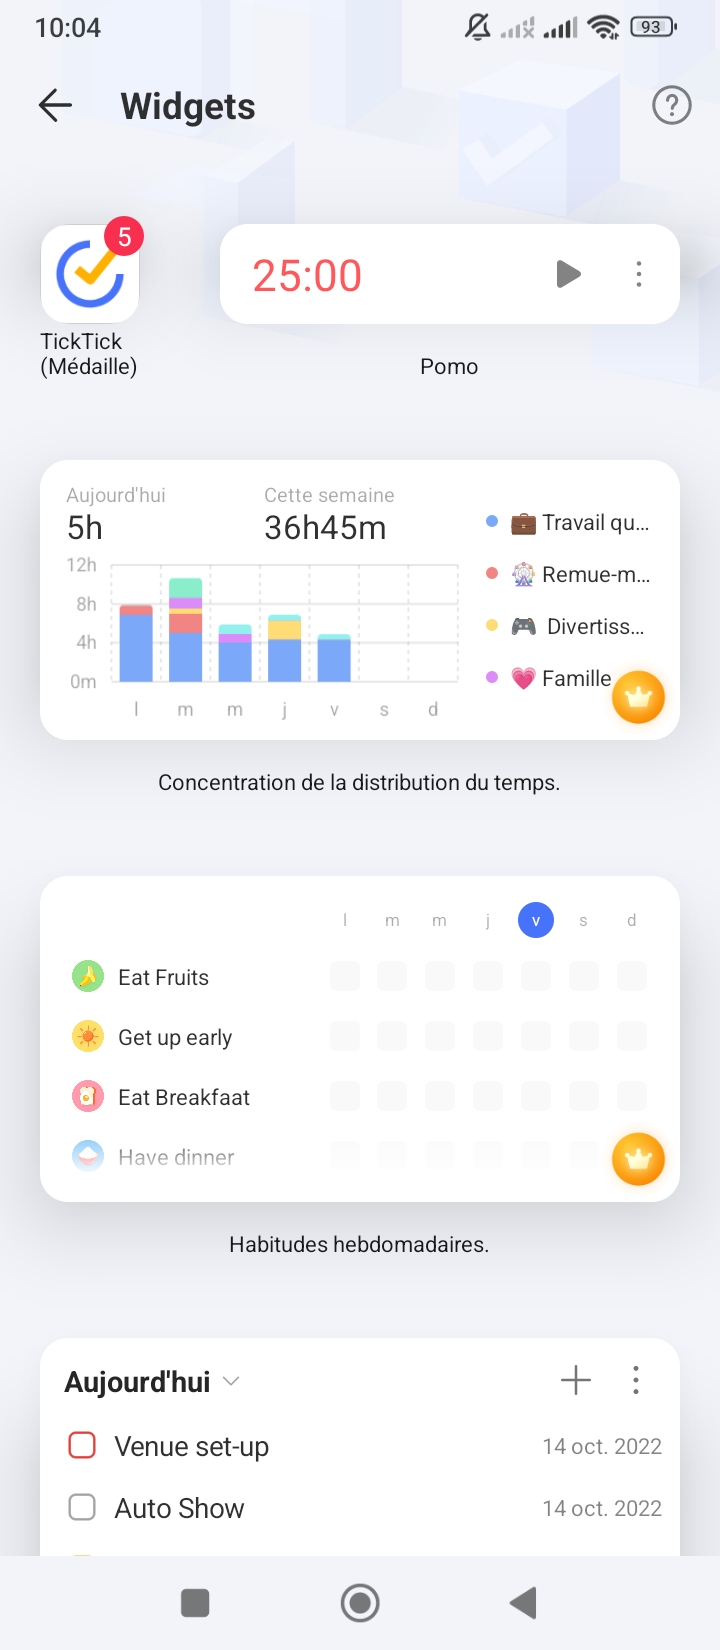 10:04
93
Widgets
5
25:00
TickTick
(Médaille)
Pomo
Aujourd'hui
Cette semaine
5h
36h45m
12h
8h
4h
0m
l m m j v s d
Travail qu...
Remue-m...
Divertiss...
Famille
Concentration de la distribution du temps.
l m m j v s d
Eat Fruits
Get up early
Eat Breakfaat
Have dinner
Habitudes hebdomadaires.
Aujourd'hui
Venue set-up 14 oct. 2022
Auto Show 14 oct. 2022